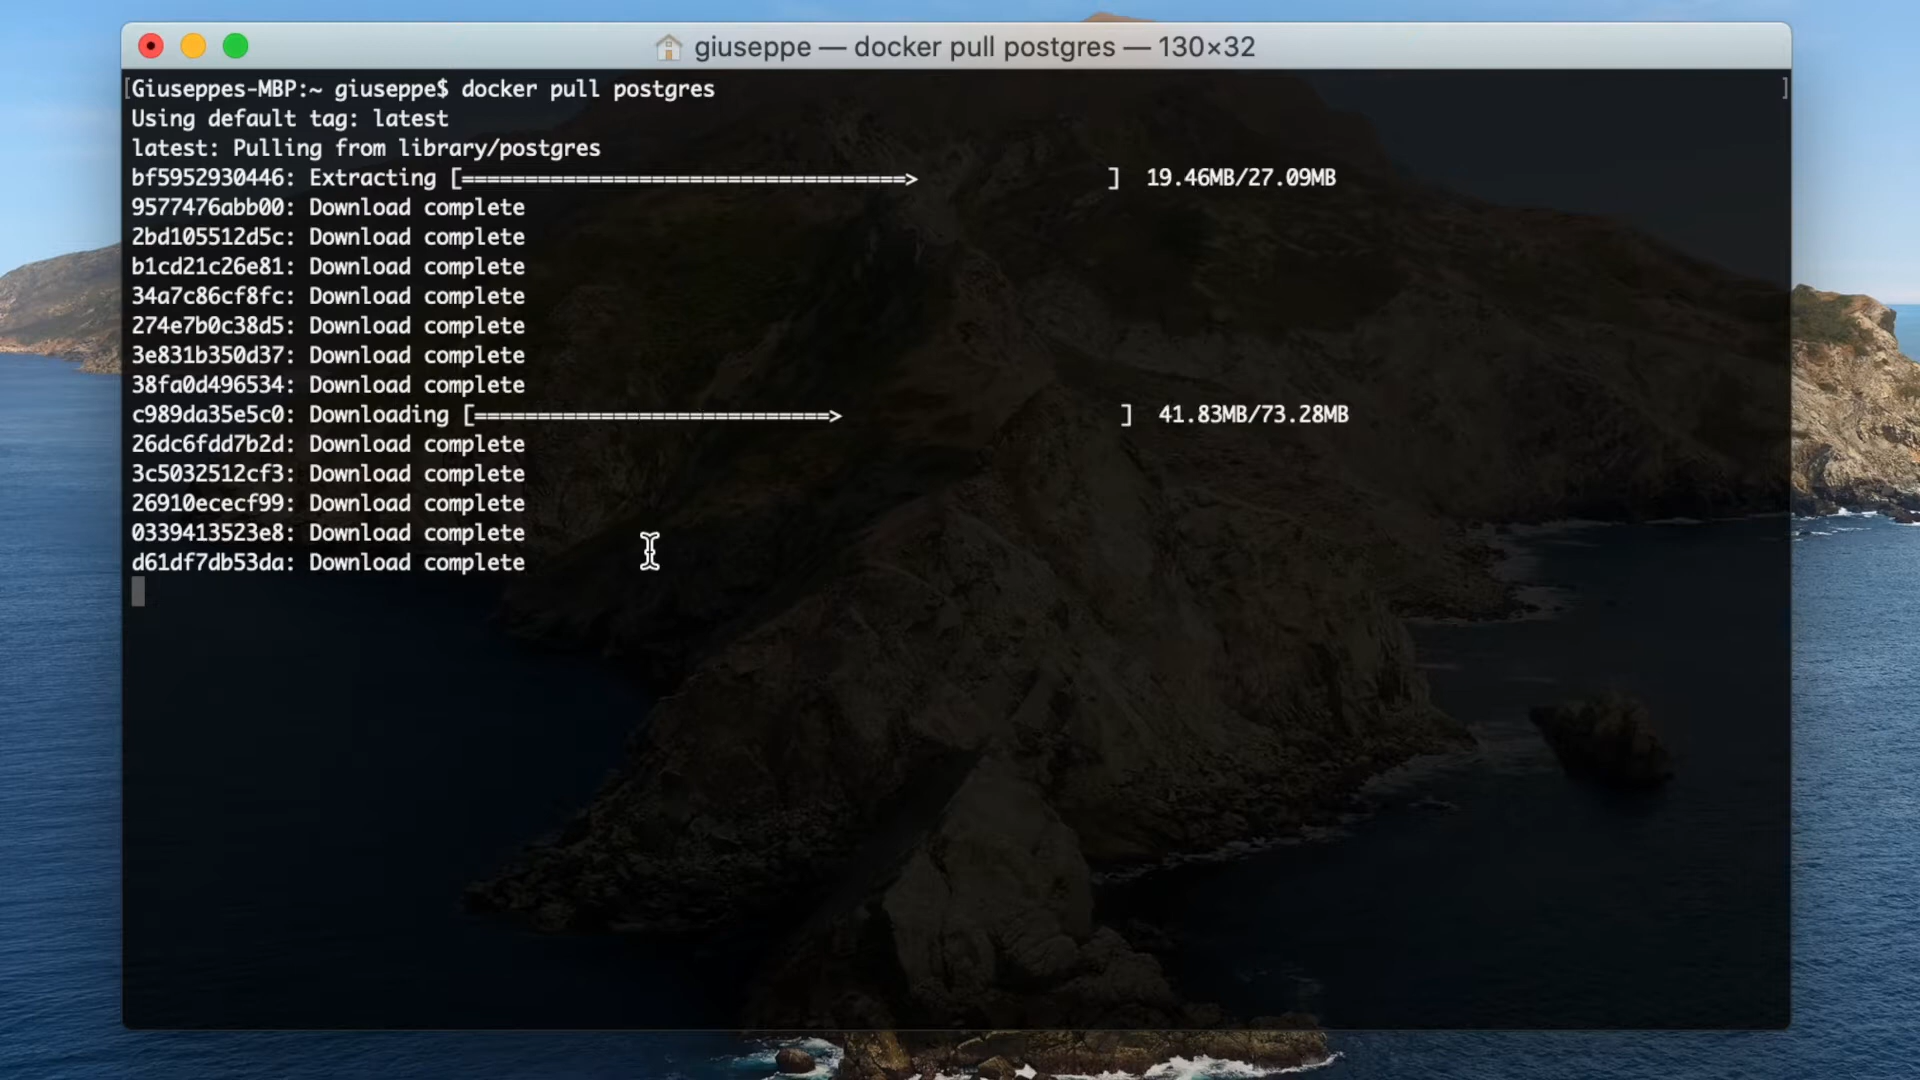 giuseppe — docker pull postgres — 130×32
[Giuseppes-MBP:~ giuseppe$ docker pull postgres ]
Using default tag: latest
latest: Pulling from library/postgres
bf5952930446: Extracting [===================================> ] 19.46MB/27.09MB
9577476abb00: Download complete
2bd105512d5c: Download complete
b1cd21c26e81: Download complete
34a7c86cf8fc: Download complete
274e7b0c38d5: Download complete
3e831b350d37: Download complete
38fa0d496534: Download complete
c989da35e5c0: Downloading [============================> ] 41.83MB/73.28MB
26dc6fdd7b2d: Download complete
3c5032512cf3: Download complete
26910ececf99: Download complete
0339413523e8: Download complete
d61df7db53da: Download complete